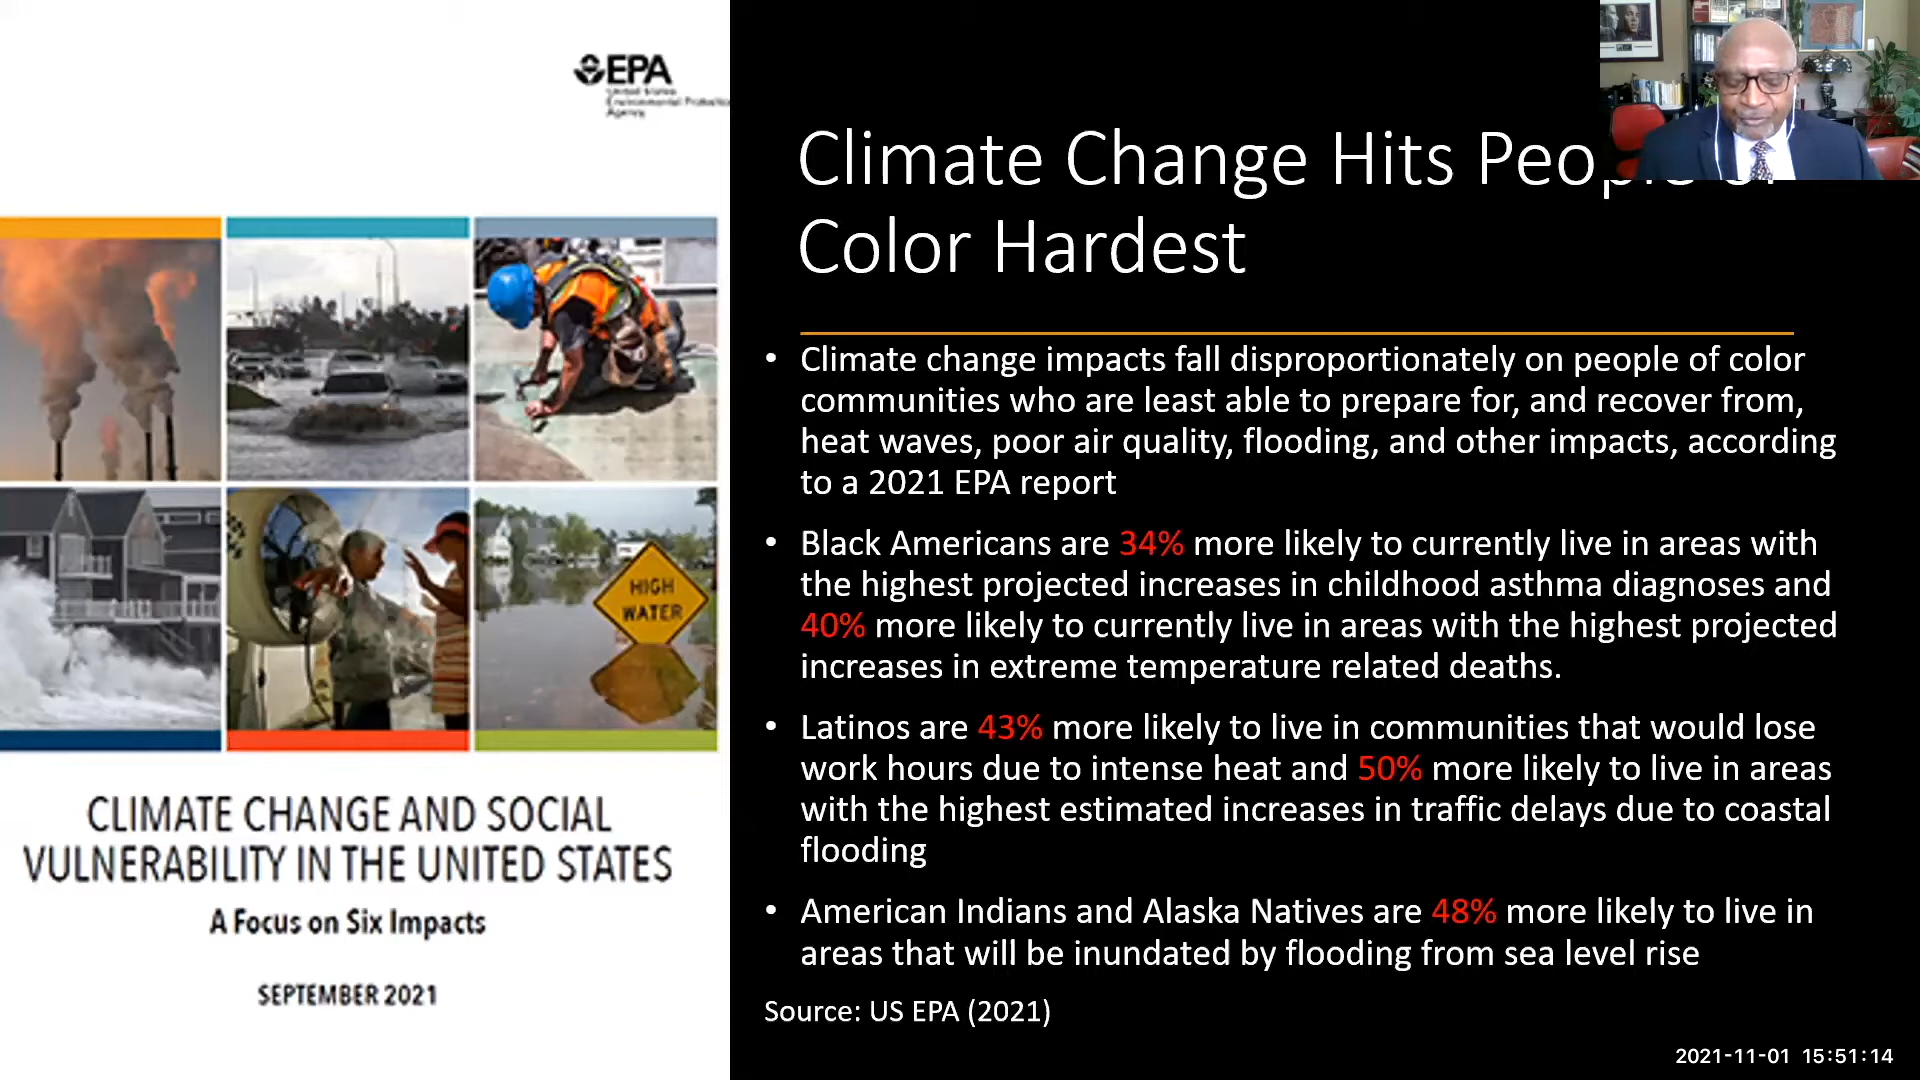 EPA
United States
Environmental Protection
Agency
HIGH
WATER
CLIMATE CHANGE AND SOCIAL
VULNERABILITY IN THE UNITED STATES
A Focus on Six Impacts
SEPTEMBER 2021
Climate Change Hits People of
Color Hardest
• Climate change impacts fall disproportionately on people of color
communities who are least able to prepare for, and recover from,
heat waves, poor air quality, flooding, and other impacts, according
to a 2021 EPA report
• Black Americans are 34% more likely to currently live in areas with
the highest projected increases in childhood asthma diagnoses and
40% more likely to currently live in areas with the highest projected
increases in extreme temperature related deaths.
• Latinos are 43% more likely to live in communities that would lose
work hours due to intense heat and 50% more likely to live in areas
with the highest estimated increases in traffic delays due to coastal
flooding
• American Indians and Alaska Natives are 48% more likely to live in
areas that will be inundated by flooding from sea level rise
Source: US EPA (2021)
2021-11-01 15:51:14